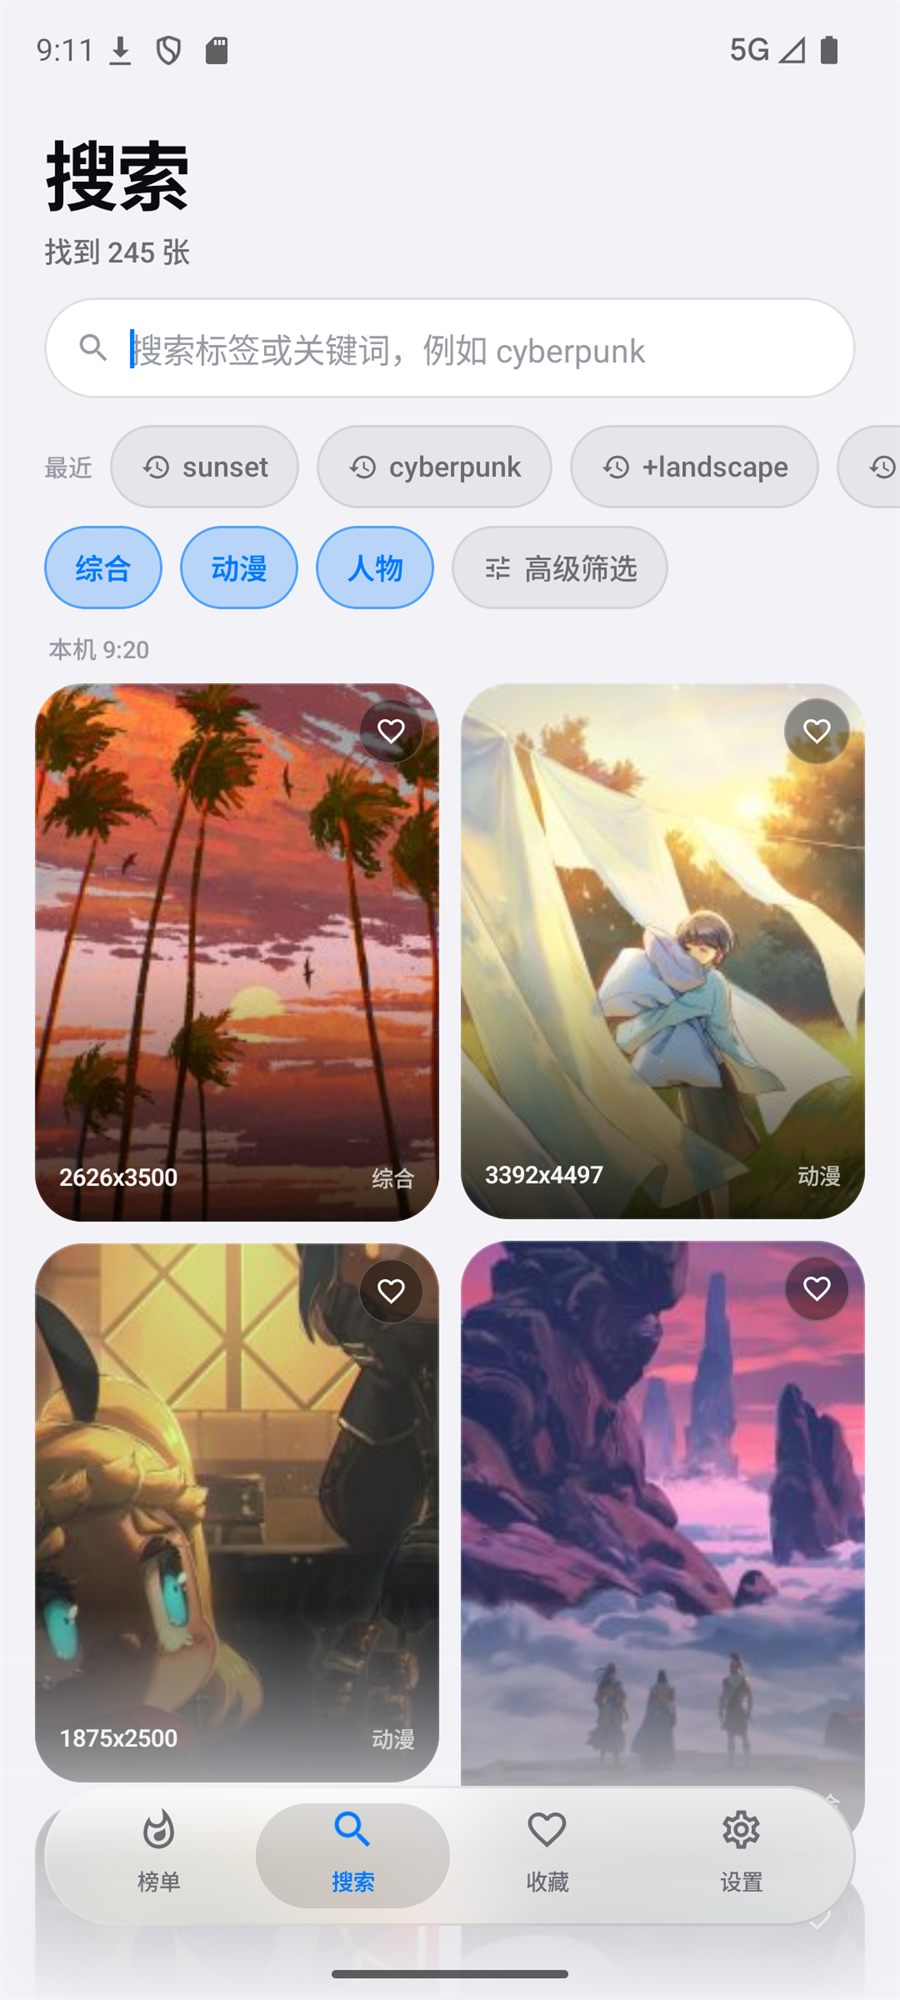 9:11 5G
搜索
找到 245 张
搜索标签或关键词，例如 cyberpunk
最近 sunset cyberpunk +landscape
综合 动漫 人物 高级筛选
本机 9:20
2626x3500 综合
3392x4497 动漫
1875x2500 动漫
榜单 搜索 收藏 设置